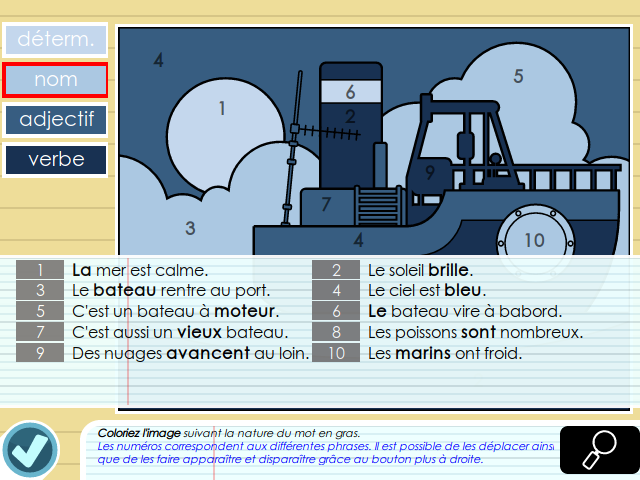 déterm.
nom
adjectif
verbe
4
5
1
6
2
9
7
3
4
10
1 La mer est calme.
2 Le soleil brille.
3 Le bateau rentre au port.
4 Le ciel est bleu.
5 C'est un bateau à moteur.
6 Le bateau vire à babord.
7 C'est aussi un vieux bateau.
8 Les poissons sont nombreux.
9 Des nuages avancent au loin.
10 Les marins ont froid.
Coloriez l'image suivant la nature du mot en gras.
Les numéros correspondent aux différentes phrases. Il est possible de les déplacer ainsi
que de les faire apparaître et disparaître grâce au bouton plus à droite.